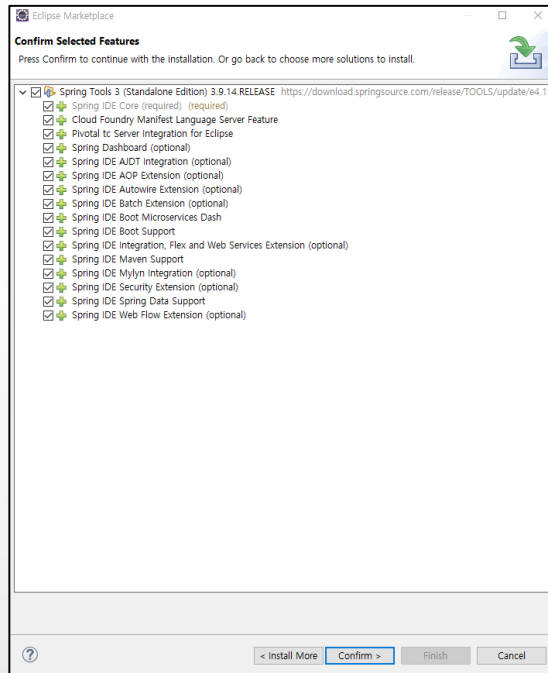 Eclipse Marketplace
Confirm Selected Features
Press Confirm to continue with the installation. Or go back to choose more solutions to install.
Spring Tools 3 (Standalone Edition) 3.9.14.RELEASE https://download.springsource.com/release/TOOLS/update/e4.1
Spring IDE Core (required) (required)
Cloud Foundry Manifest Language Server Feature
Pivotal tc Server Integration for Eclipse
Spring Dashboard (optional)
Spring IDE AJDT Integration (optional)
Spring IDE AOP Extension (optional)
Spring IDE Autowire Extension (optional)
Spring IDE Batch Extension (optional)
Spring IDE Boot Microservices Dash
Spring IDE Boot Support
Spring IDE Integration, Flex and Web Services Extension (optional)
Spring IDE Maven Support
Spring IDE Mylyn Integration (optional)
Spring IDE Security Extension (optional)
Spring IDE Spring Data Support
Spring IDE Web Flow Extension (optional)
? < Install More Confirm > Finish Cancel